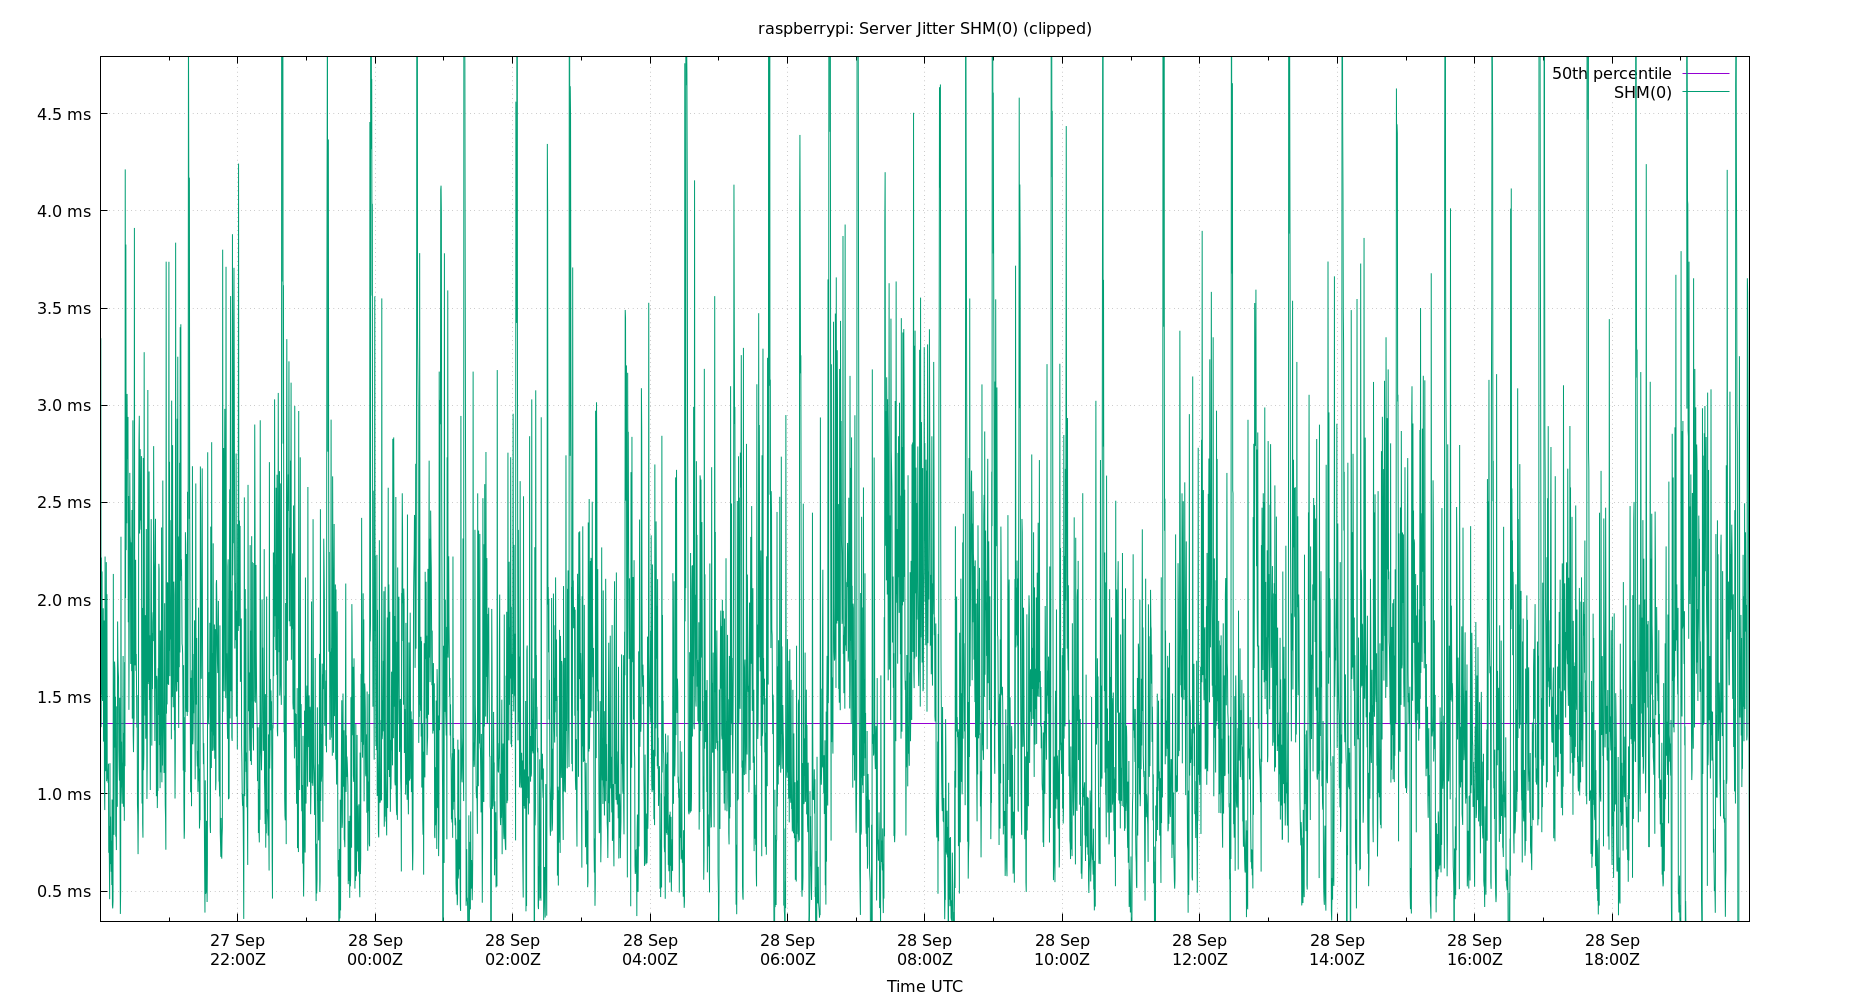 raspberrypi: Server Jitter SHM(0) (clipped)
50th percentile
SHM(0)
4.5 ms
4.0 ms
3.5 ms
3.0 ms
2.5 ms
2.0 ms
1.5 ms
1.0 ms
0.5 ms
27 Sep 28 Sep 28 Sep 28 Sep 28 Sep 28 Sep 28 Sep 28 Sep 28 Sep 28 Sep 28 Sep
22:00Z 00:00Z 02:00Z 04:00Z 06:00Z 08:00Z 10:00Z 12:00Z 14:00Z 16:00Z 18:00Z
Time UTC